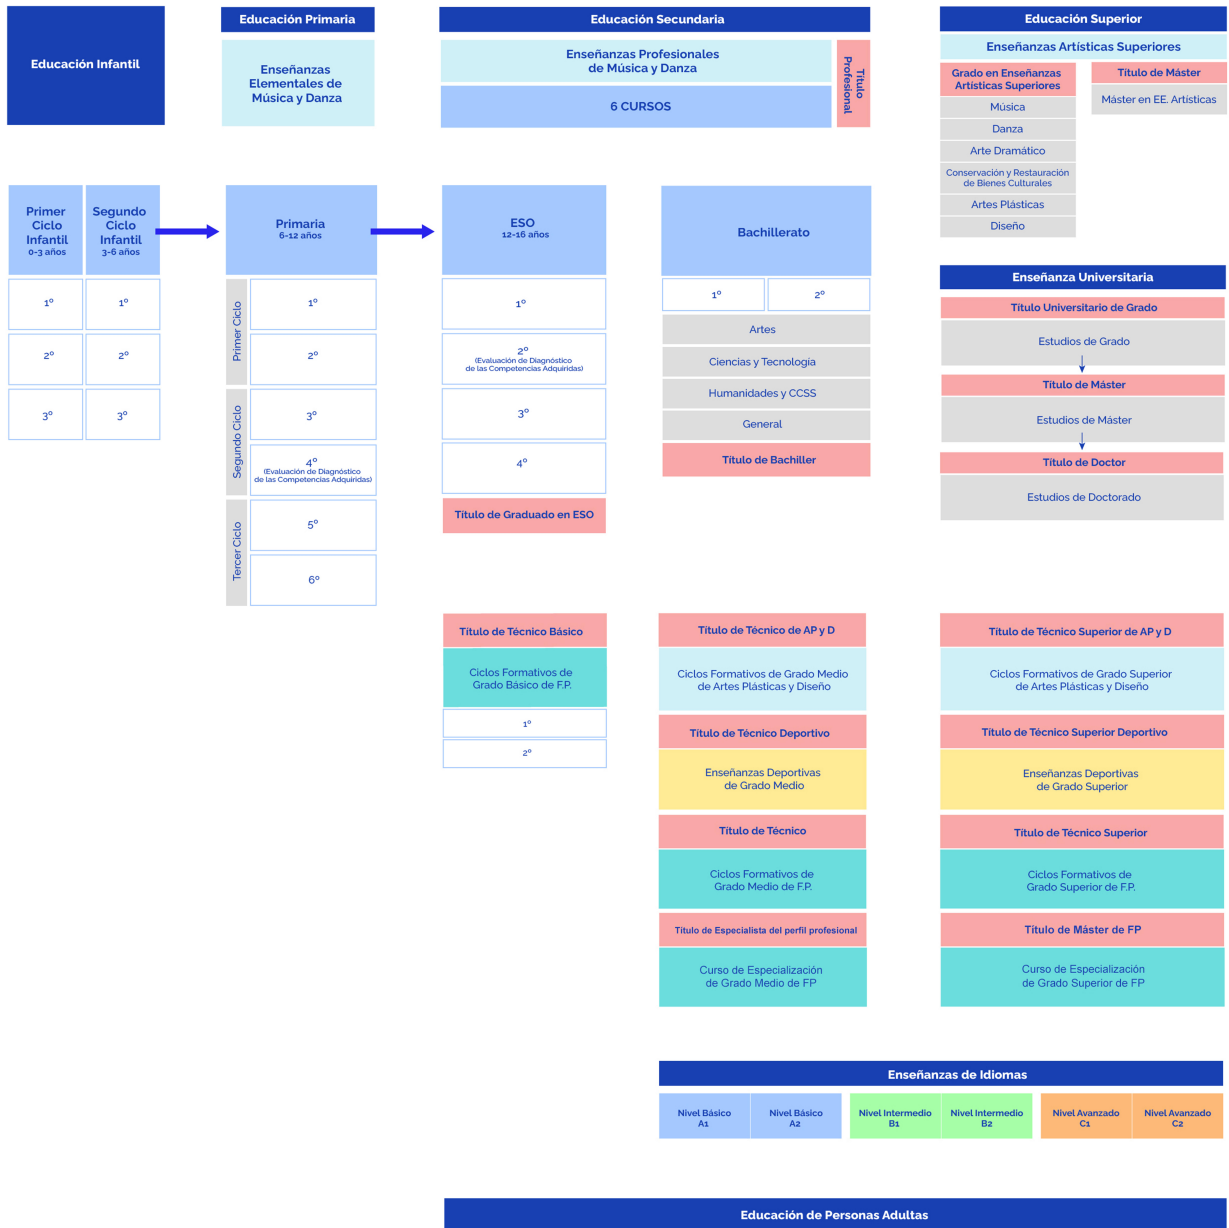 Educación Infantil
Educación Primaria
Enseñanzas
Elementales de
Música y Danza
Educación Secundaria
Enseñanzas Profesionales
de Música y Danza
6 CURSOS
Título
Profesional
Educación Superior
Enseñanzas Artísticas Superiores
Grado en Enseñanzas
Artísticas Superiores
Música
Danza
Arte Dramático
Conservación y Restauración
de Bienes Culturales
Artes Plásticas
Diseño
Título de Máster
Máster en EE. Artísticas
Primer
Ciclo
Infantil
0-3 años
1º
2º
3º
Segundo
Ciclo
Infantil
3-6 años
1º
2º
3º
Primaria
6-12 años
Primer Ciclo
1º
2º
Segundo Ciclo
3º
4º
(Evaluación de Diagnóstico
de las Competencias Adquiridas)
Tercer Ciclo
5º
6º
ESO
12-16 años
1º
2º
(Evaluación de Diagnóstico
de las Competencias Adquiridas)
3º
4º
Título de Graduado en ESO
Bachillerato
1º
2º
Artes
Ciencias y Tecnología
Humanidades y CCSS
General
Título de Bachiller
Enseñanza Universitaria
Título Universitario de Grado
Estudios de Grado
Título de Máster
Estudios de Máster
Título de Doctor
Estudios de Doctorado
Título de Técnico Básico
Ciclos Formativos de
Grado Básico de F.P.
1º
2º
Título de Técnico de AP y D
Ciclos Formativos de Grado Medio
de Artes Plásticas y Diseño
Título de Técnico Deportivo
Enseñanzas Deportivas
de Grado Medio
Título de Técnico
Ciclos Formativos de
Grado Medio de F.P.
Título de Especialista del perfil profesional
Curso de Especialización
de Grado Medio de FP
Título de Técnico Superior de AP y D
Ciclos Formativos de Grado Superior
de Artes Plásticas y Diseño
Título de Técnico Superior Deportivo
Enseñanzas Deportivas
de Grado Superior
Título de Técnico Superior
Ciclos Formativos de
Grado Superior de F.P.
Título de Máster de FP
Curso de Especialización
de Grado Superior de FP
Enseñanzas de Idiomas
Nivel Básico
A1
Nivel Básico
A2
Nivel Intermedio
B1
Nivel Intermedio
B2
Nivel Avanzado
C1
Nivel Avanzado
C2
Educación de Personas Adultas